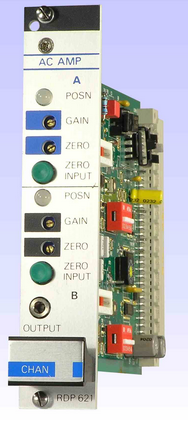 AC AMP
A
POSN
GAIN
ZERO
ZERO
INPUT
POSN
GAIN
ZERO
ZERO
INPUT
B
OUTPUT
CHAN
RDP 621